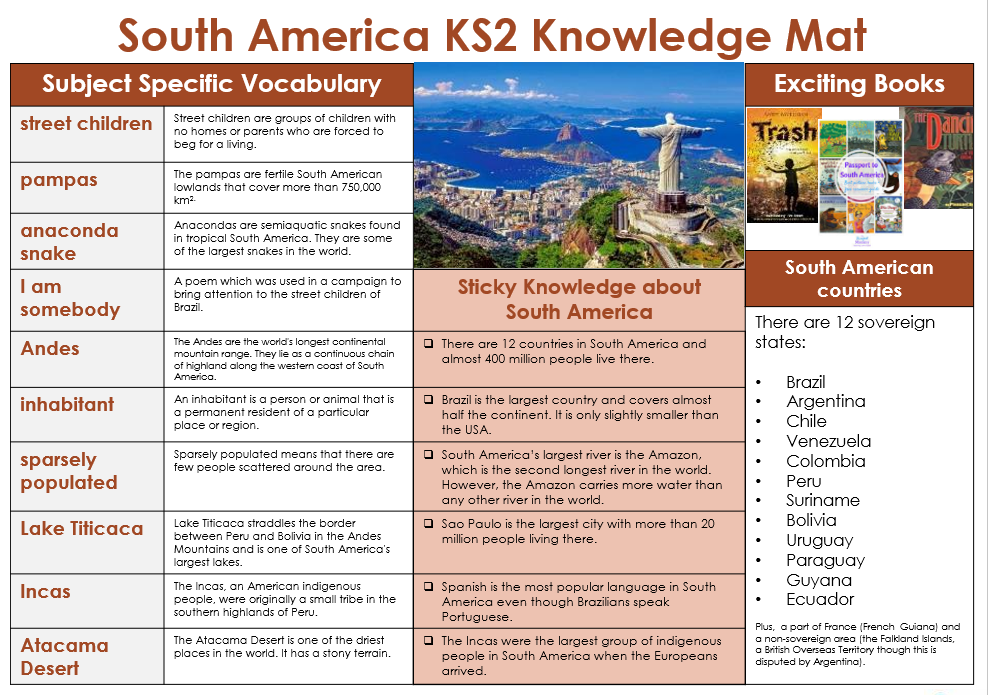 South America KS2 Knowledge Mat
Subject Specific Vocabulary
street children
Street children are groups of children with
no homes or parents who are forced to
beg for a living.
pampas
The pampas are fertile South American
lowlands that cover more than 750,000
km².
anaconda
snake
Anacondas are semiaquatic snakes found
in tropical South America. They are some
of the largest snakes in the world.
I am
somebody
A poem which was used in a campaign to
bring attention to the street children of
Brazil.
Andes
The Andes are the world's longest continental
mountain range. They lie as a continuous chain
of highland along the western coast of South
America.
inhabitant
An inhabitant is a person or animal that is
a permanent resident of a particular
place or region.
sparsely
populated
Sparsely populated means that there are
few people scattered around the area.
Lake Titicaca
Lake Titicaca straddles the border
between Peru and Bolivia in the Andes
Mountains and is one of South America's
largest lakes.
Incas
The Incas, an American indigenous
people, were originally a small tribe in the
southern highlands of Peru.
Atacama
Desert
The Atacama Desert is one of the driest
places in the world. It has a stony terrain.
Sticky Knowledge about
South America
There are 12 countries in South America and
almost 400 million people live there.
Brazil is the largest country and covers almost
half the continent. It is only slightly smaller than
the USA.
South America's largest river is the Amazon,
which is the second longest river in the world.
However, the Amazon carries more water than
any other river in the world.
Sao Paulo is the largest city with more than 20
million people living there.
Spanish is the most popular language in South
America even though Brazilians speak
Portuguese.
The Incas were the largest group of indigenous
people in South America when the Europeans
arrived.
Exciting Books
Trash
Passport to
South America
The
South American
countries
There are 12 sovereign
states:
• Brazil
• Argentina
• Chile
• Venezuela
• Colombia
• Peru
• Suriname
• Bolivia
• Uruguay
• Paraguay
• Guyana
• Ecuador
Plus, a part of France (French Guiana) and
a non-sovereign area (the Falkland Islands,
a British Overseas Territory though this is
disputed by Argentina).